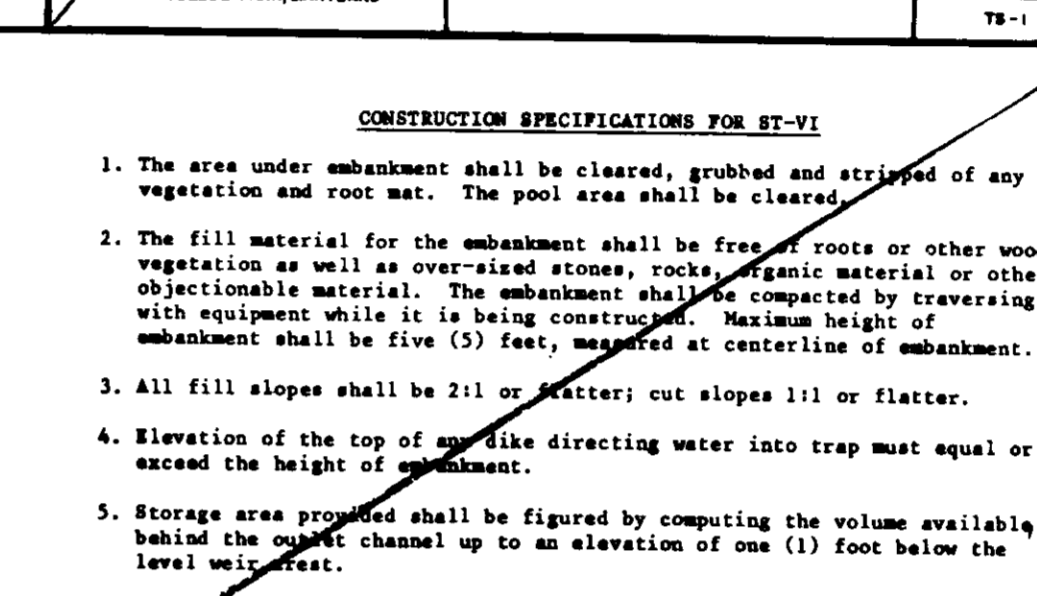 TS-1
CONSTRUCTION SPECIFICATIONS FOR ST-VI
1. The area under embankment shall be cleared, grubbed and stripped of any
vegetation and root mat. The pool area shall be cleared.
2. The fill material for the embankment shall be free of roots or other woo
vegetation as well as over-sized stones, rocks, organic material or othe
objectionable material. The embankment shall be compacted by traversing
with equipment while it is being constructed. Maximum height of
embankment shall be five (5) feet, measured at centerline of embankment.
3. All fill slopes shall be 2:1 or flatter; cut slopes 1:1 or flatter.
4. Elevation of the top of any dike directing water into trap must equal or
exceed the height of embankment.
5. Storage area provided shall be figured by computing the volume available,
behind the outlet channel up to an elevation of one (1) foot below the
level weir crest.